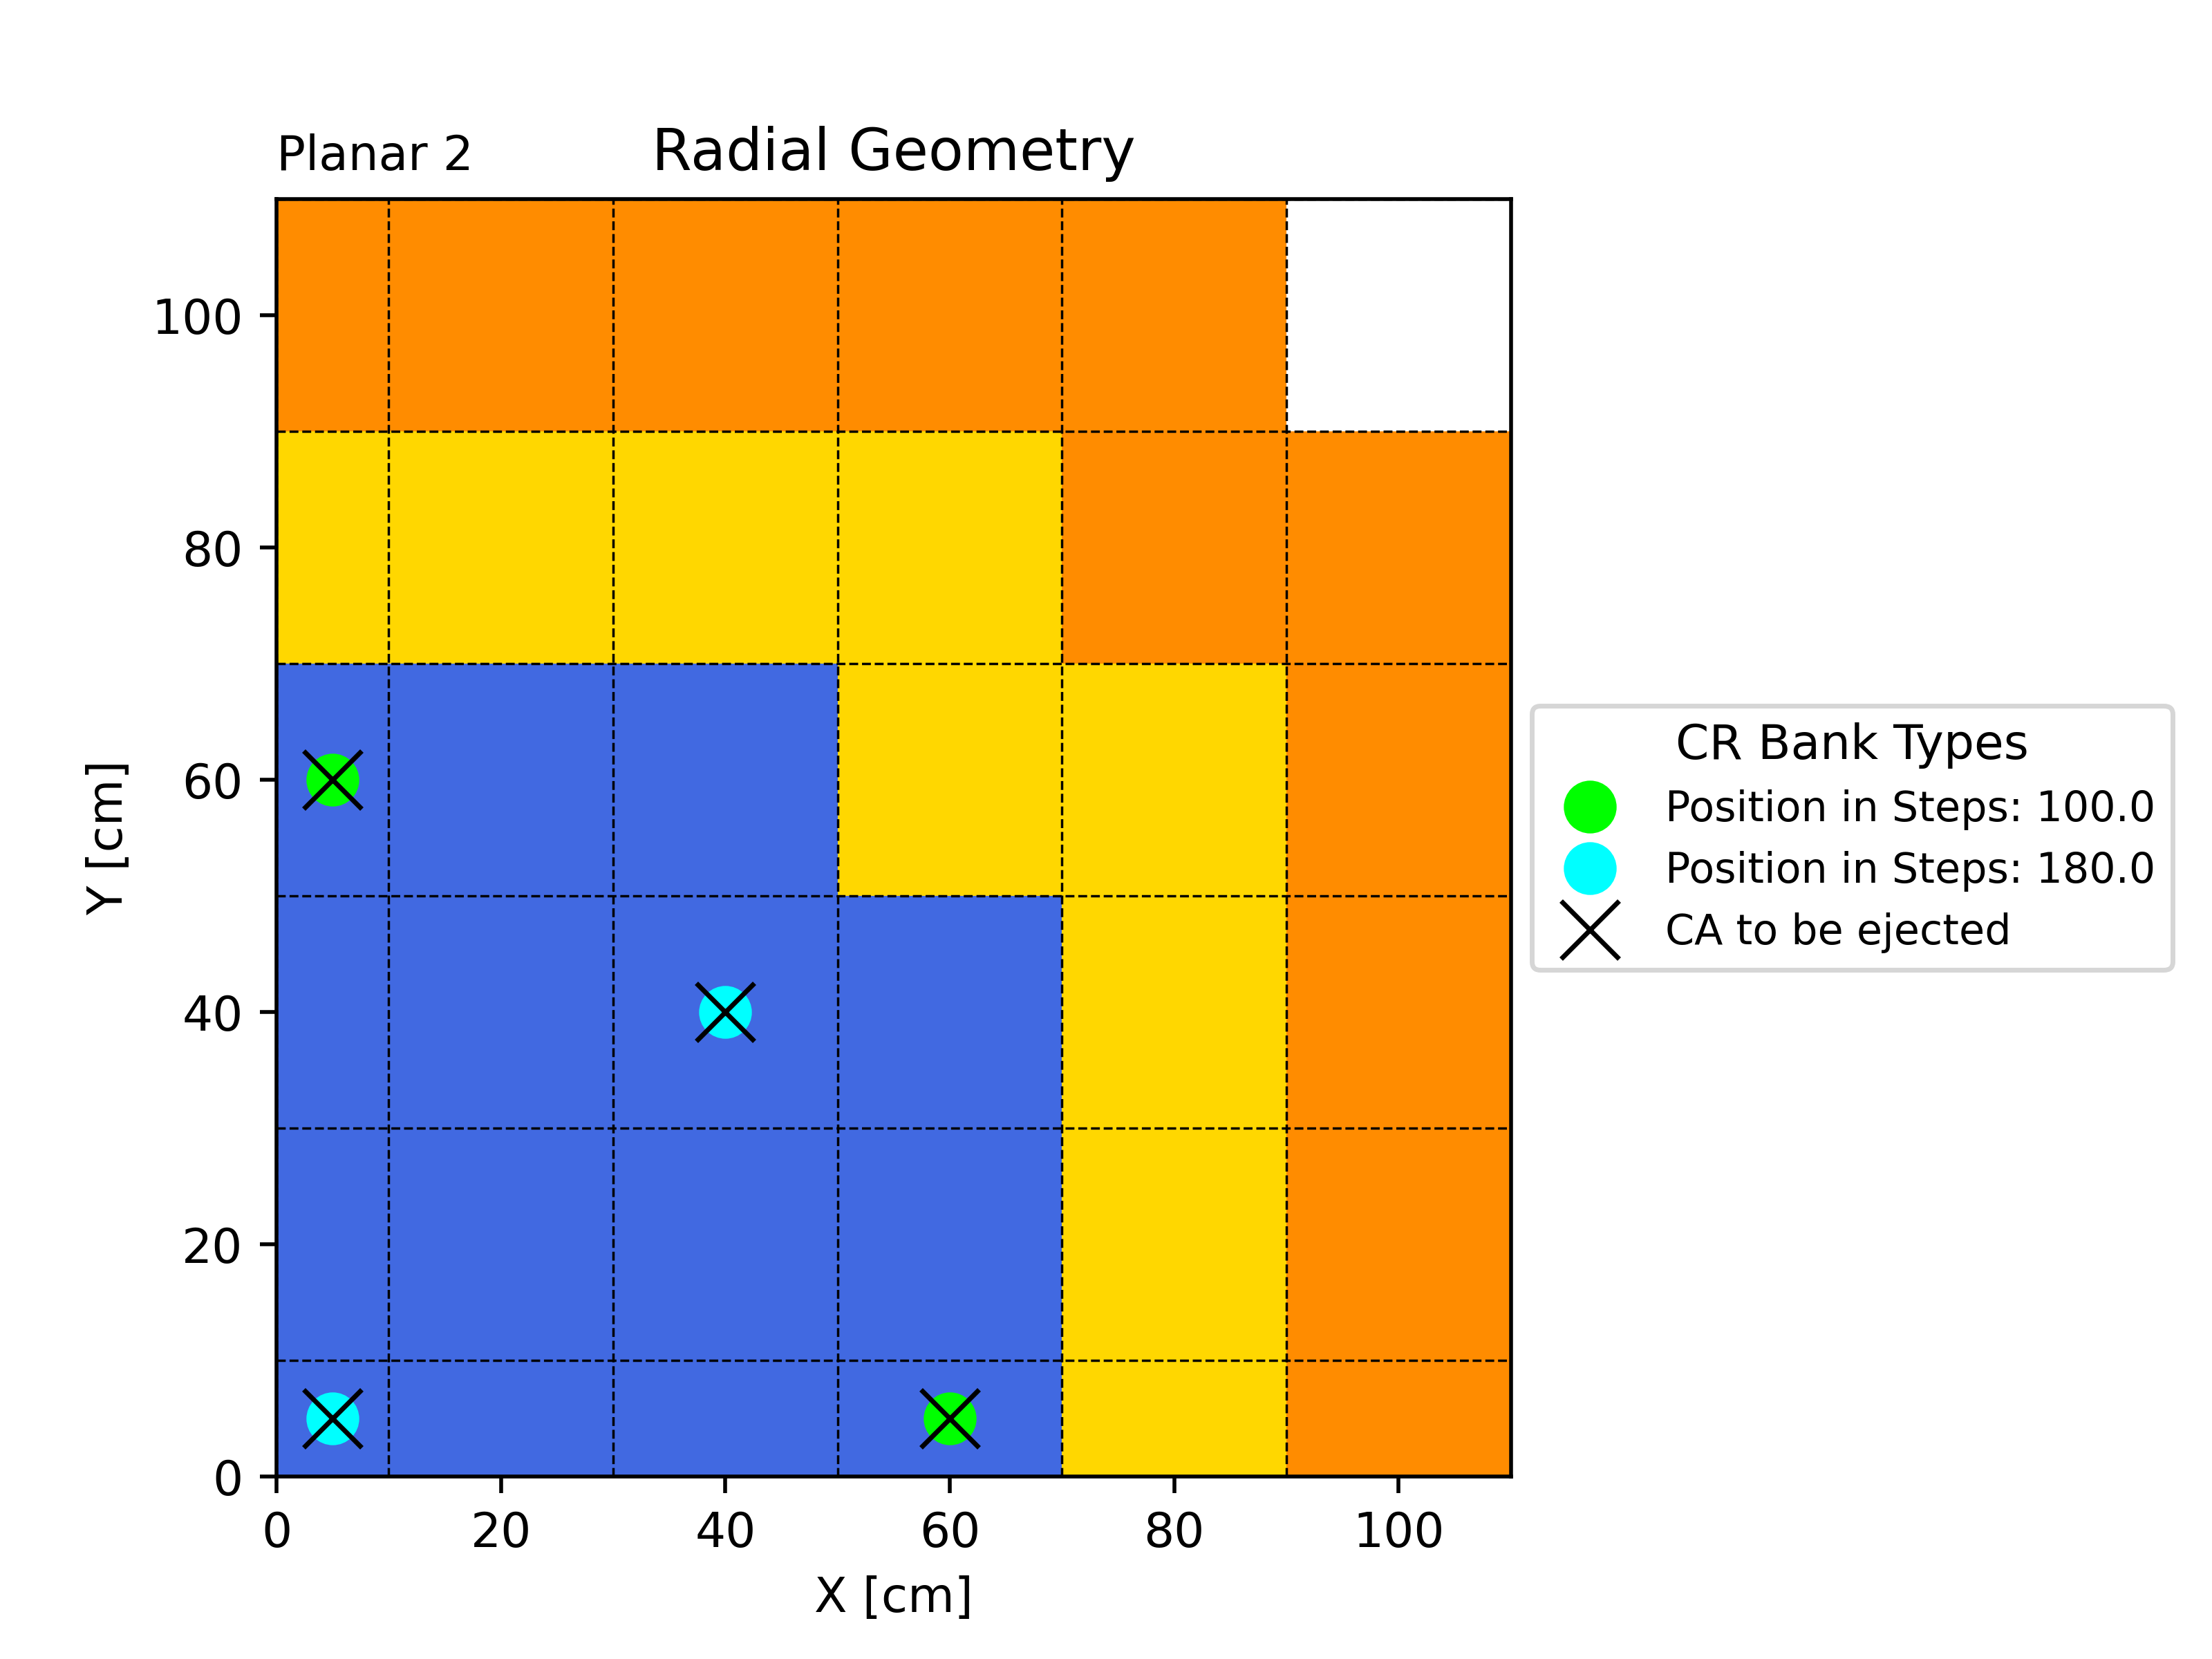 Planar 2
Radial Geometry
100
80
60
40
20
0
Y [cm]
0 20 40 60 80 100
X [cm]
CR Bank Types
Position in Steps: 100.0
Position in Steps: 180.0
CA to be ejected